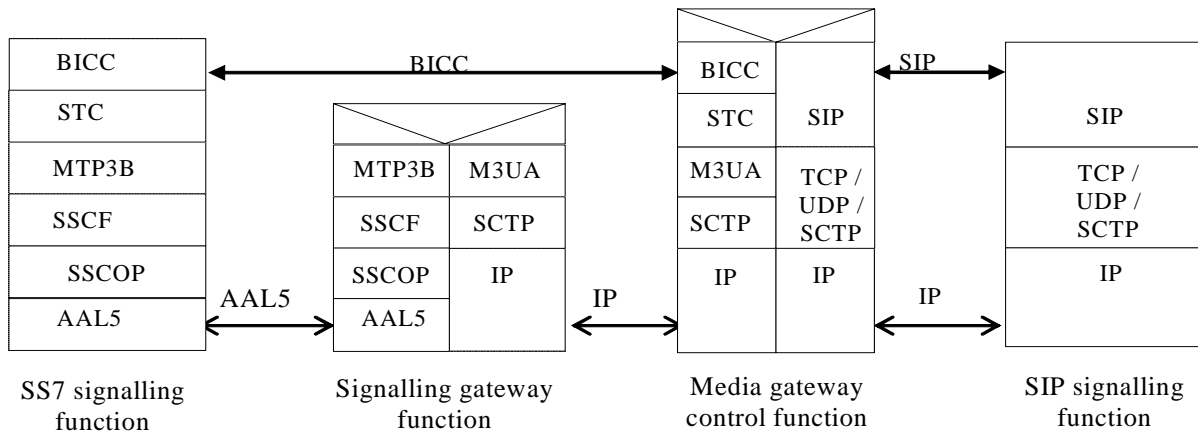 BICC
STC
MTP3B
SSCF
SSCOP
AAL5
SS7 signalling
function
BICC
AAL5
MTP3B
SSCF
SSCOP
AAL5
M3UA
SCTP
IP
Signalling gateway
function
IP
BICC
STC
M3UA
SCTP
IP
SIP
TCP /
UDP /
SCTP
IP
Media gateway
control function
SIP
IP
SIP
TCP /
UDP /
SCTP
IP
SIP signalling
function